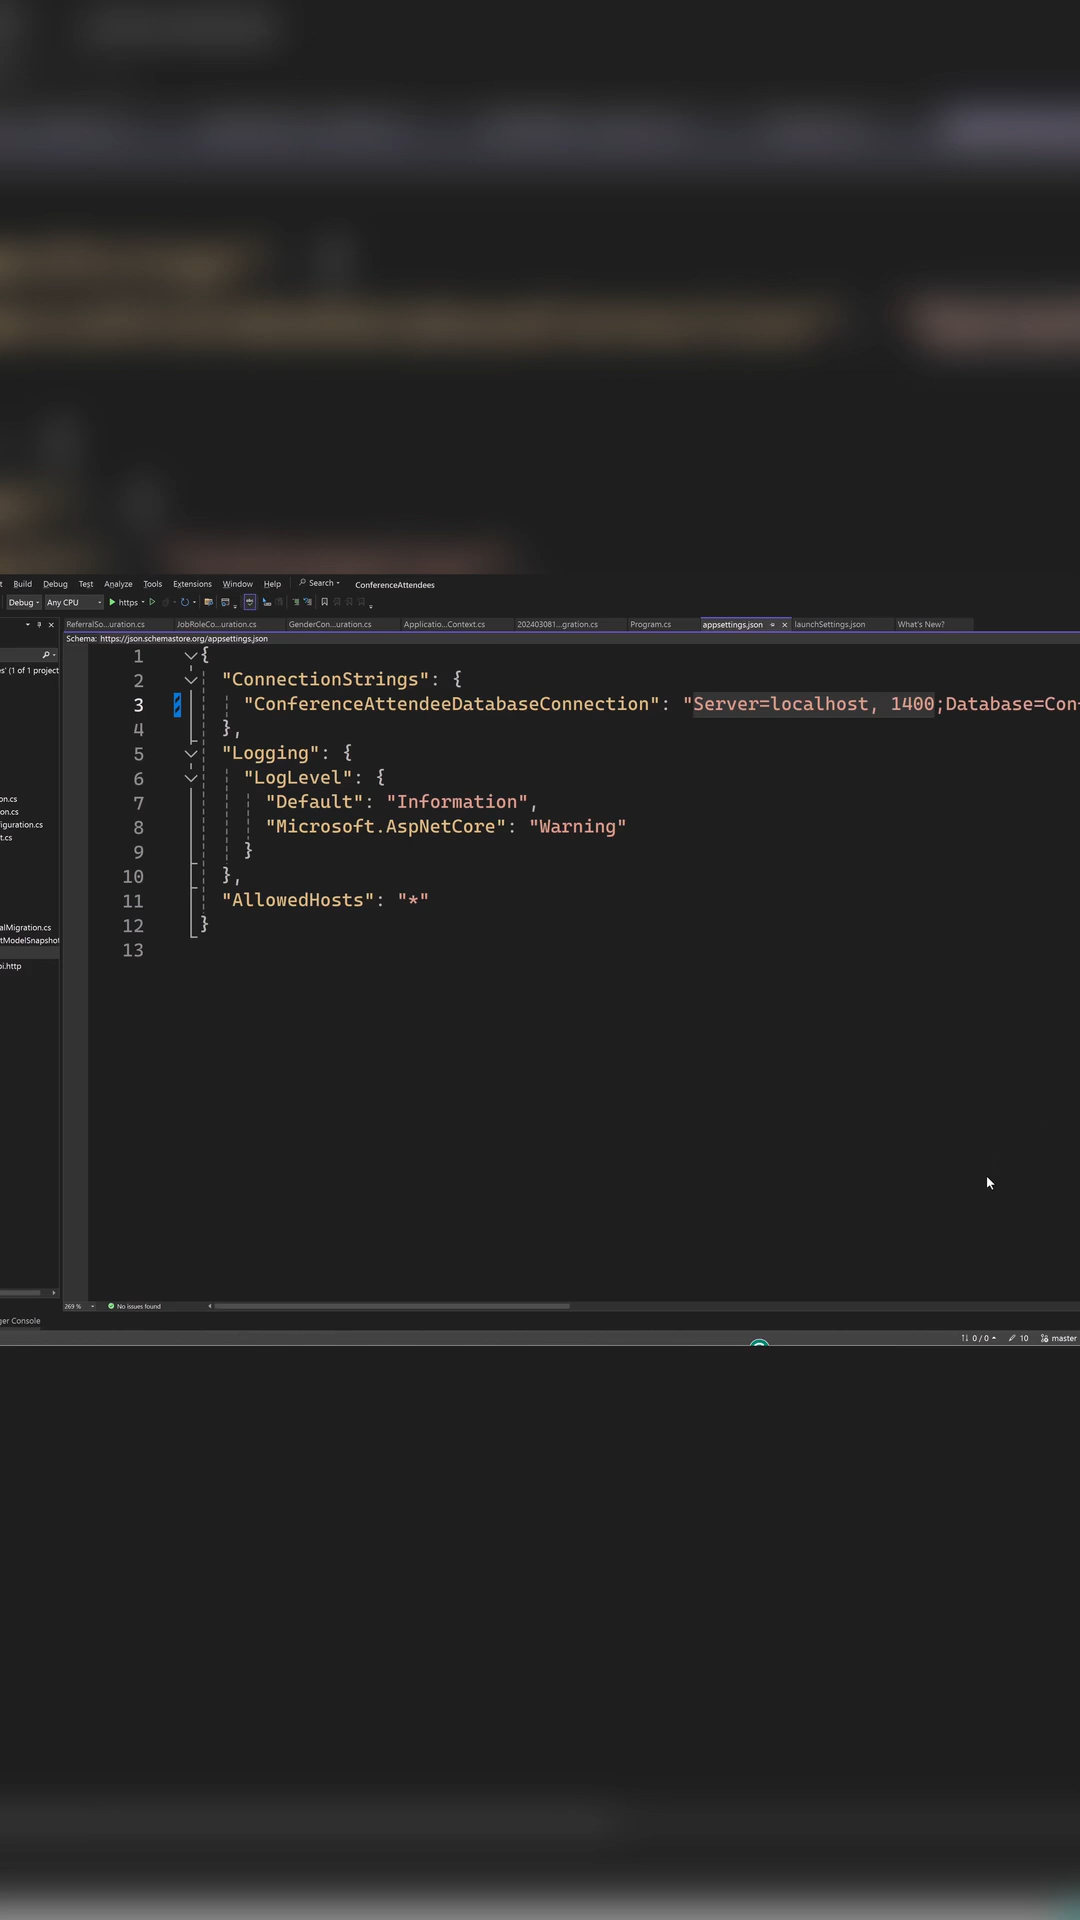 Build Debug Test Analyze Tools Extensions Window Help Search ConferenceAttendees
Debug Any CPU https
ReferralSo...uration.cs JobRoleCo...uration.cs GenderCon...uration.cs Applicatio...Context.cs 202403081...gration.cs Program.cs appsettings.json launchSettings.json What's New?
Schema: https://json.schemastore.org/appsettings.json
(1 of 1 project
1 {
2 "ConnectionStrings": {
3 "ConferenceAttendeeDatabaseConnection": "Server=localhost, 1400;Database=Con
4 },
5 "Logging": {
6 "LogLevel": {
7 "Default": "Information",
8 "Microsoft.AspNetCore": "Warning"
9 }
10 },
11 "AllowedHosts": "*"
12 }
13
on.cs
on.cs
figuration.cs
t.cs
alMigration.cs
tModelSnapshot
pi.http
269 % No issues found
ger Console
0 / 0 10 master